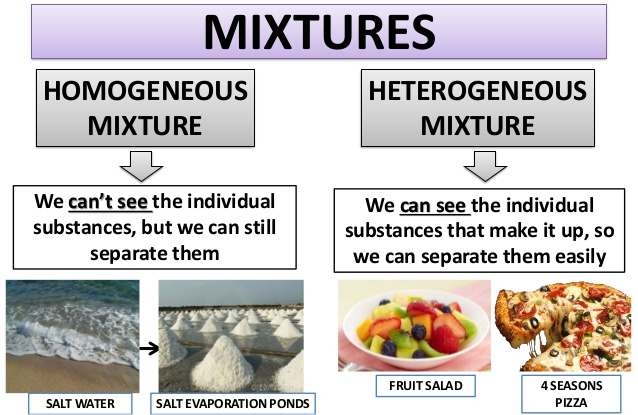 MIXTURES
HOMOGENEOUS
MIXTURE
We can't see the individual
substances, but we can still
separate them
SALT WATER
SALT EVAPORATION PONDS
HETEROGENEOUS
MIXTURE
We can see the individual
substances that make it up, so
we can separate them easily
FRUIT SALAD
4 SEASONS
PIZZA